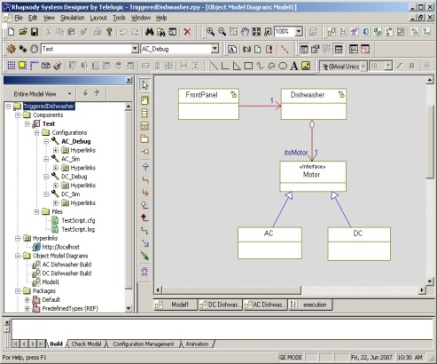 Rhapsody System Designer by Telelogic - TriggeredDishwasher.rpy - [Object Model Diagram: Model1]
File Edit View Simulation Layout Tools Window Help
100%
Test
AC_Debug
@Arial Unico
10
Entire Model View
TriggeredDishwasher
Components
Test
Configurations
AC_Debug
Hyperlinks
AC_Sim
Hyperlinks
DC_Debug
Hyperlinks
DC_Sim
Hyperlinks
Files
TestScript.cfg
TestScript.log
Hyperlinks
http://localhost
Object Model Diagrams
AC Dishwasher Build
DC Dishwasher Build
Model1
Packages
Default
PredefinedTypes (REF)
FrontPanel
1
Dishwasher
itsMotor 1
«Interface»
Motor
AC
DC
Model1
DC Dishwas...
AC Dishwas...
execution
Build
Check Model
Configuration Management
Animation
For Help, press F1
GE MODE
Fri, 22, Jun 2007
10:30 AM